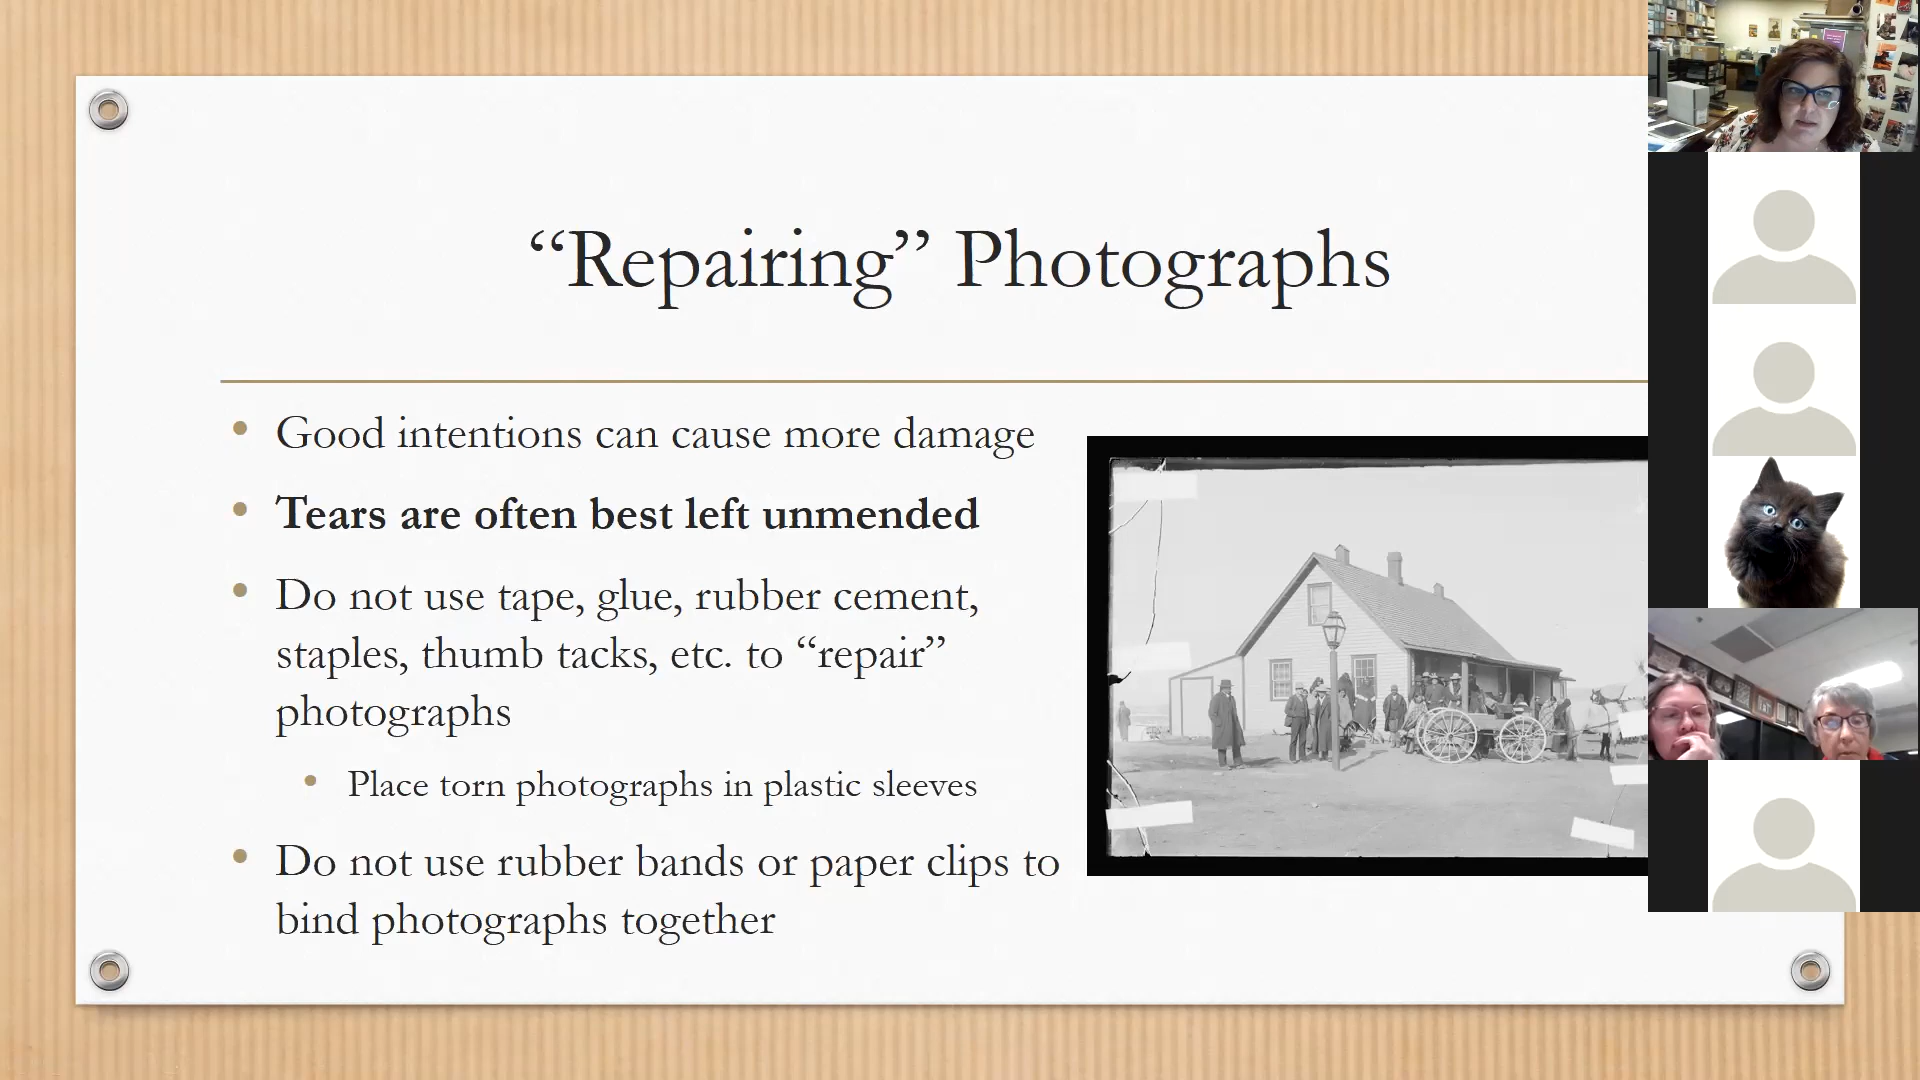 “Repairing” Photographs
Good intentions can cause more damage
Tears are often best left unmended
Do not use tape, glue, rubber cement,
staples, thumb tacks, etc. to “repair”
photographs
Place torn photographs in plastic sleeves
Do not use rubber bands or paper clips to
bind photographs together